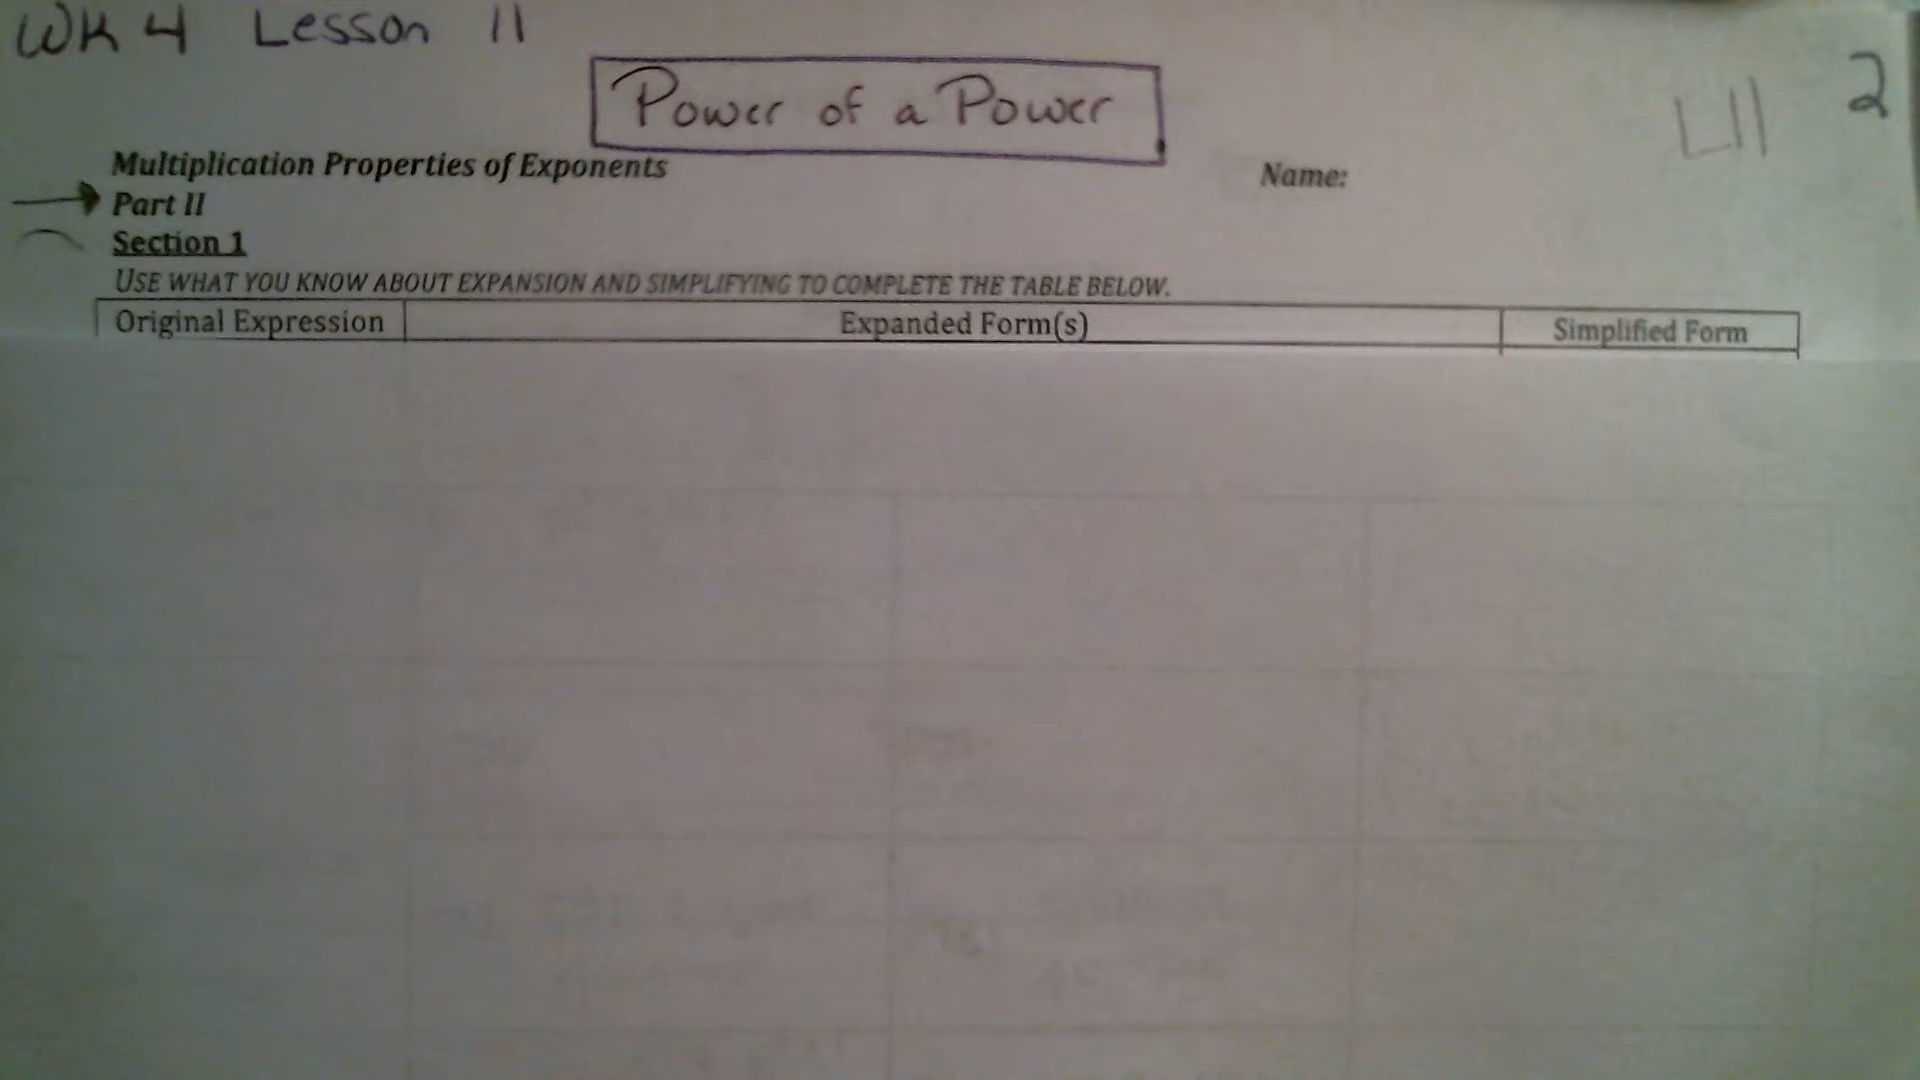 Wk 4 Lesson 11
Power of a Power
L11 2
Multiplication Properties of Exponents
Name:
Part II
Section 1
USE WHAT YOU KNOW ABOUT EXPANSION AND SIMPLIFYING TO COMPLETE THE TABLE BELOW.
Original Expression Expanded Form(s) Simplified Form